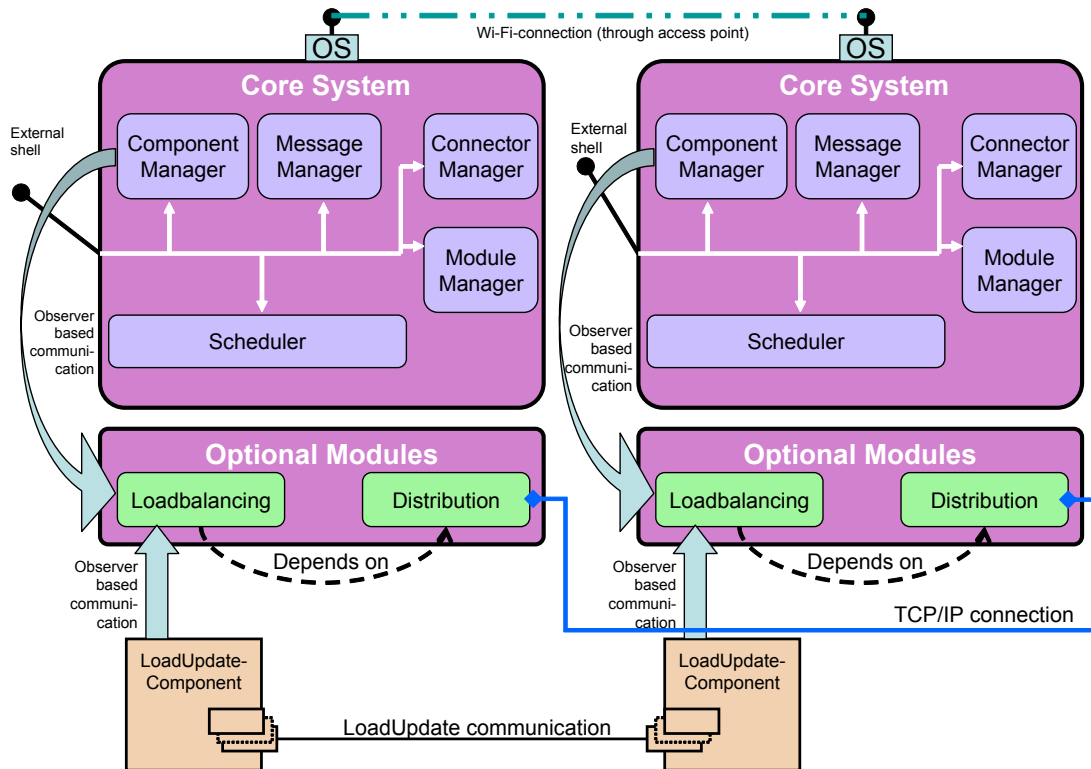 Wi-Fi-connection (through access point)
OS
OS
Core System
External
shell
Component
Manager
Message
Manager
Connector
Manager
Module
Manager
Scheduler
Observer
based
communi-
cation
Optional Modules
Loadbalancing
Distribution
Depends on
Observer
based
communi-
cation
LoadUpdate-
Component
Core System
External
shell
Component
Manager
Message
Manager
Connector
Manager
Module
Manager
Scheduler
Observer
based
communi-
cation
Optional Modules
Loadbalancing
Distribution
Depends on
Observer
based
communi-
cation
TCP/IP connection
LoadUpdate-
Component
LoadUpdate communication